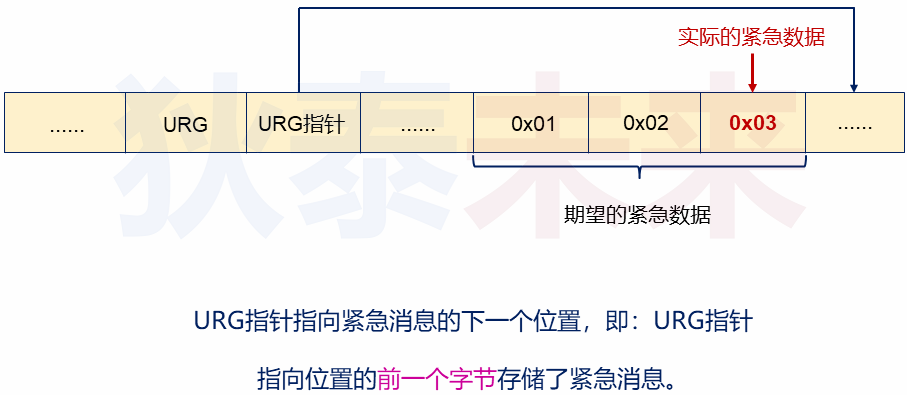 实际的紧急数据
...... URG URG指针 ...... 0x01 0x02 0x03 ......
期望的紧急数据
狄泰未来
URG指针指向紧急消息的下一个位置，即：URG指针
指向位置的前一个字节存储了紧急消息。